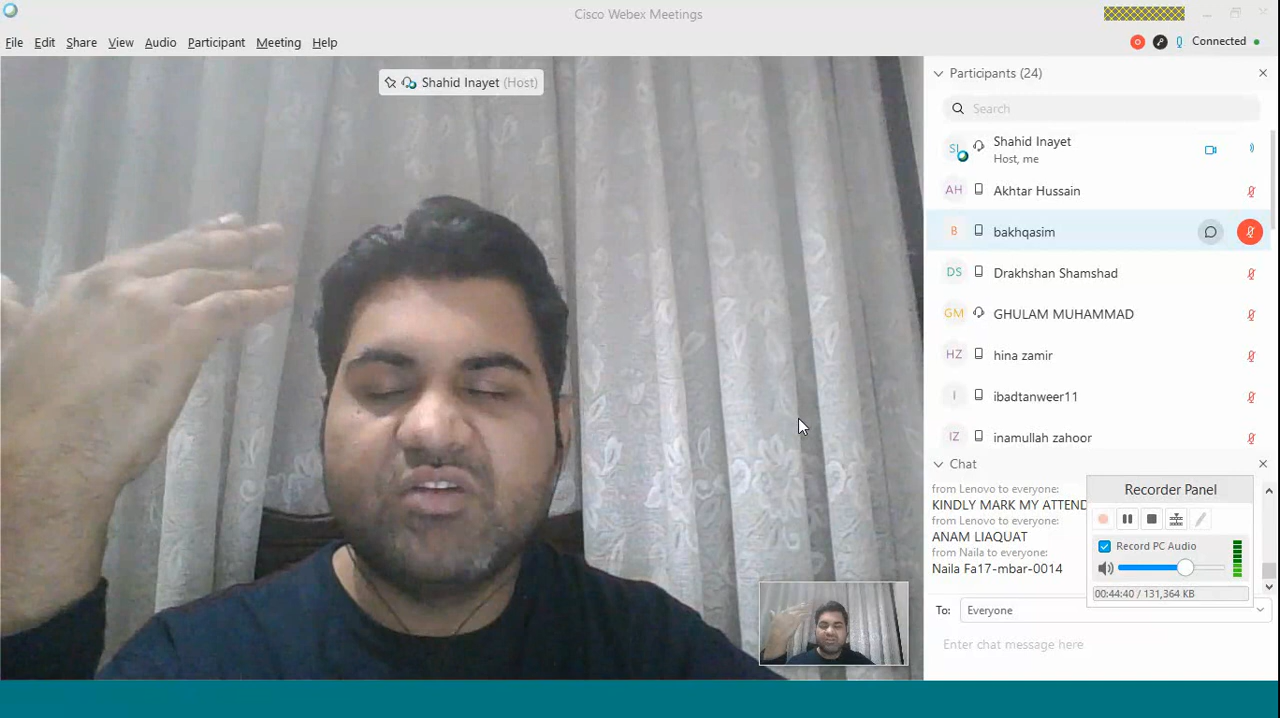 Cisco Webex Meetings
File Edit Share View Audio Participant Meeting Help
Connected
Shahid Inayet (Host)
Participants (24)
Search
SI Shahid Inayet
Host, me
AH Akhtar Hussain
B bakhqasim
DS Drakhshan Shamshad
GM GHULAM MUHAMMAD
HZ hina zamir
I ibadtanweer11
IZ inamullah zahoor
Chat
from Lenovo to everyone:
KINDLY MARK MY ATTEND
from Lenovo to everyone:
ANAM LIAQUAT
from Naila to everyone:
Naila Fa17-mbar-0014
Recorder Panel
Record PC Audio
00:44:40 / 131,364 KB
To: Everyone
Enter chat message here